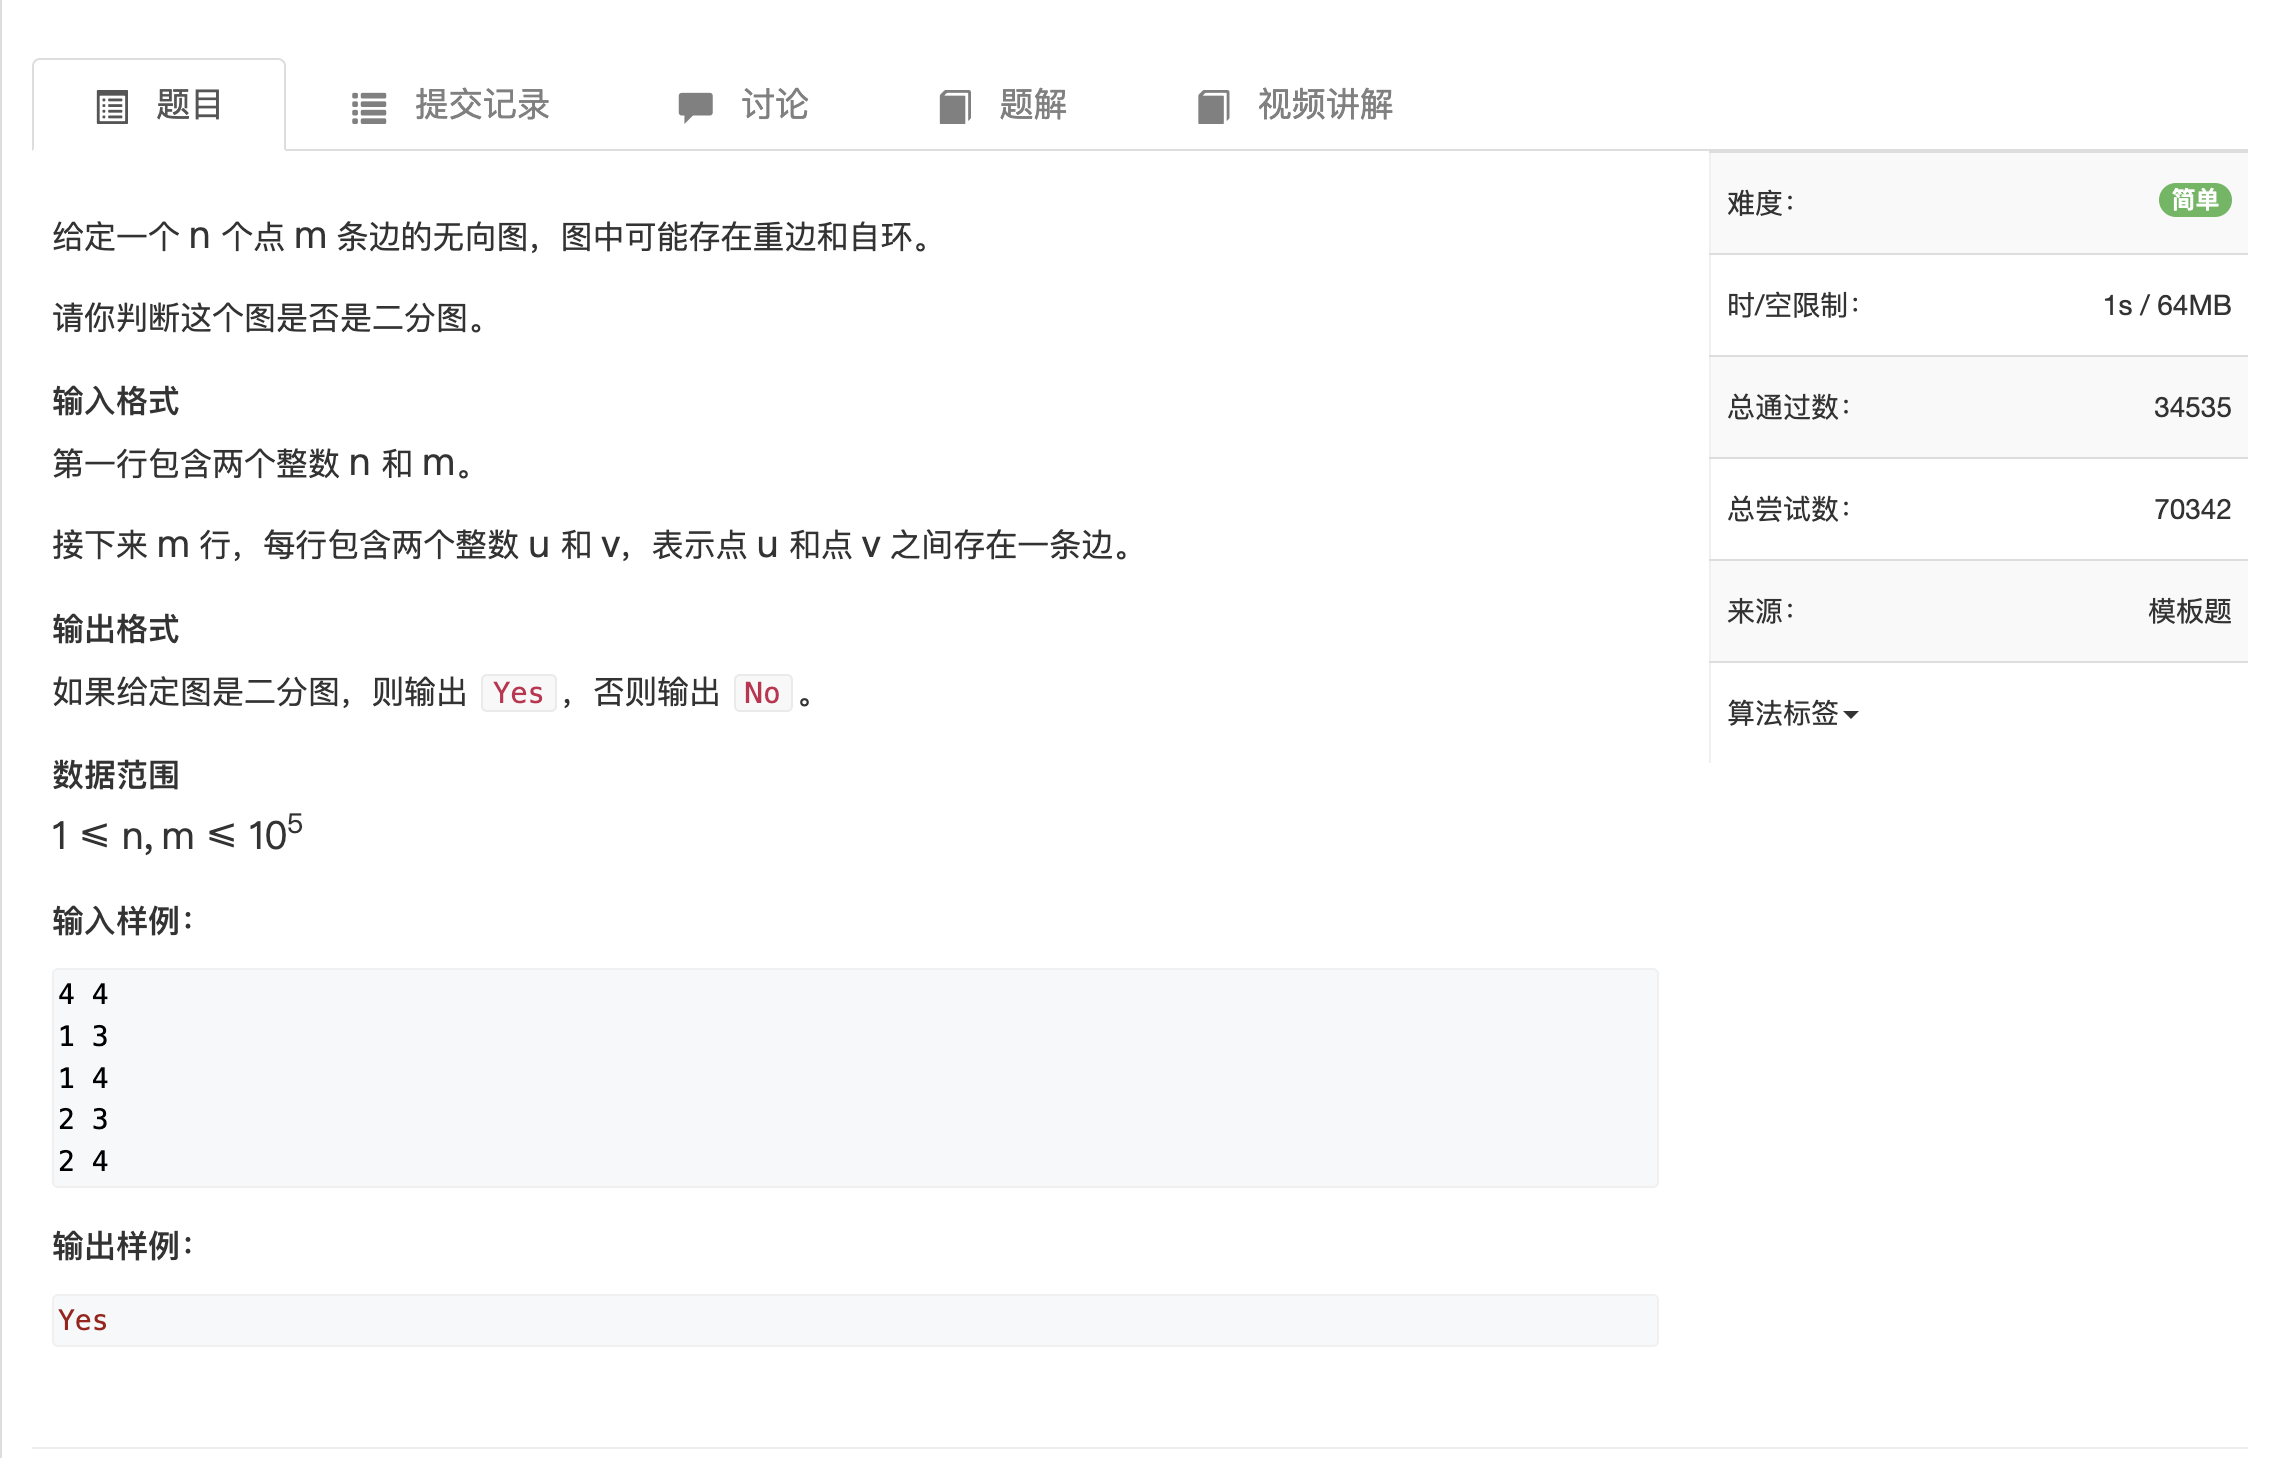 题目
提交记录
讨论
题解
视频讲解
给定一个 n 个点 m 条边的无向图，图中可能存在重边和自环。
请你判断这个图是否是二分图。
输入格式
第一行包含两个整数 n 和 m。
接下来 m 行，每行包含两个整数 u 和 v，表示点 u 和点 v 之间存在一条边。
输出格式
如果给定图是二分图，则输出 Yes，否则输出 No。
数据范围
1 ⩽ n, m ⩽ 10⁵
输入样例：
4 4
1 3
1 4
2 3
2 4
输出样例：
Yes
难度： 简单
时/空限制： 1s / 64MB
总通过数： 34535
总尝试数： 70342
来源： 模板题
算法标签